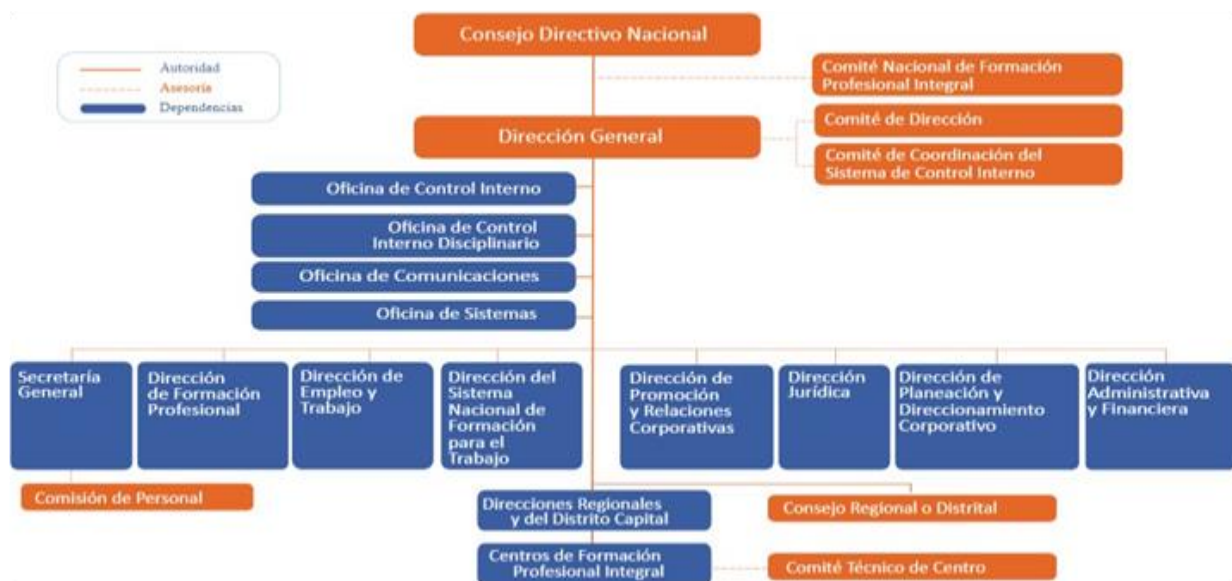 Consejo Directivo Nacional
Autoridad
Asesoría
Dependencias
Comité Nacional de Formación
Profesional Integral
Dirección General
Comité de Dirección
Comité de Coordinación del
Sistema de Control Interno
Oficina de Control Interno
Oficina de Control
Interno Disciplinario
Oficina de Comunicaciones
Oficina de Sistemas
Secretaría
General
Dirección
de Formación
Profesional
Dirección de
Empleo y
Trabajo
Dirección del
Sistema
Nacional de
Formación
para el
Trabajo
Dirección de
Promoción
y Relaciones
Corporativas
Dirección
Jurídica
Dirección de
Planeación y
Direccionamiento
Corporativo
Dirección
Administrativa
y Financiera
Comisión de Personal
Direcciones Regionales
y del Distrito Capital
Consejo Regional o Distrital
Centros de Formación
Profesional Integral
Comité Técnico de Centro